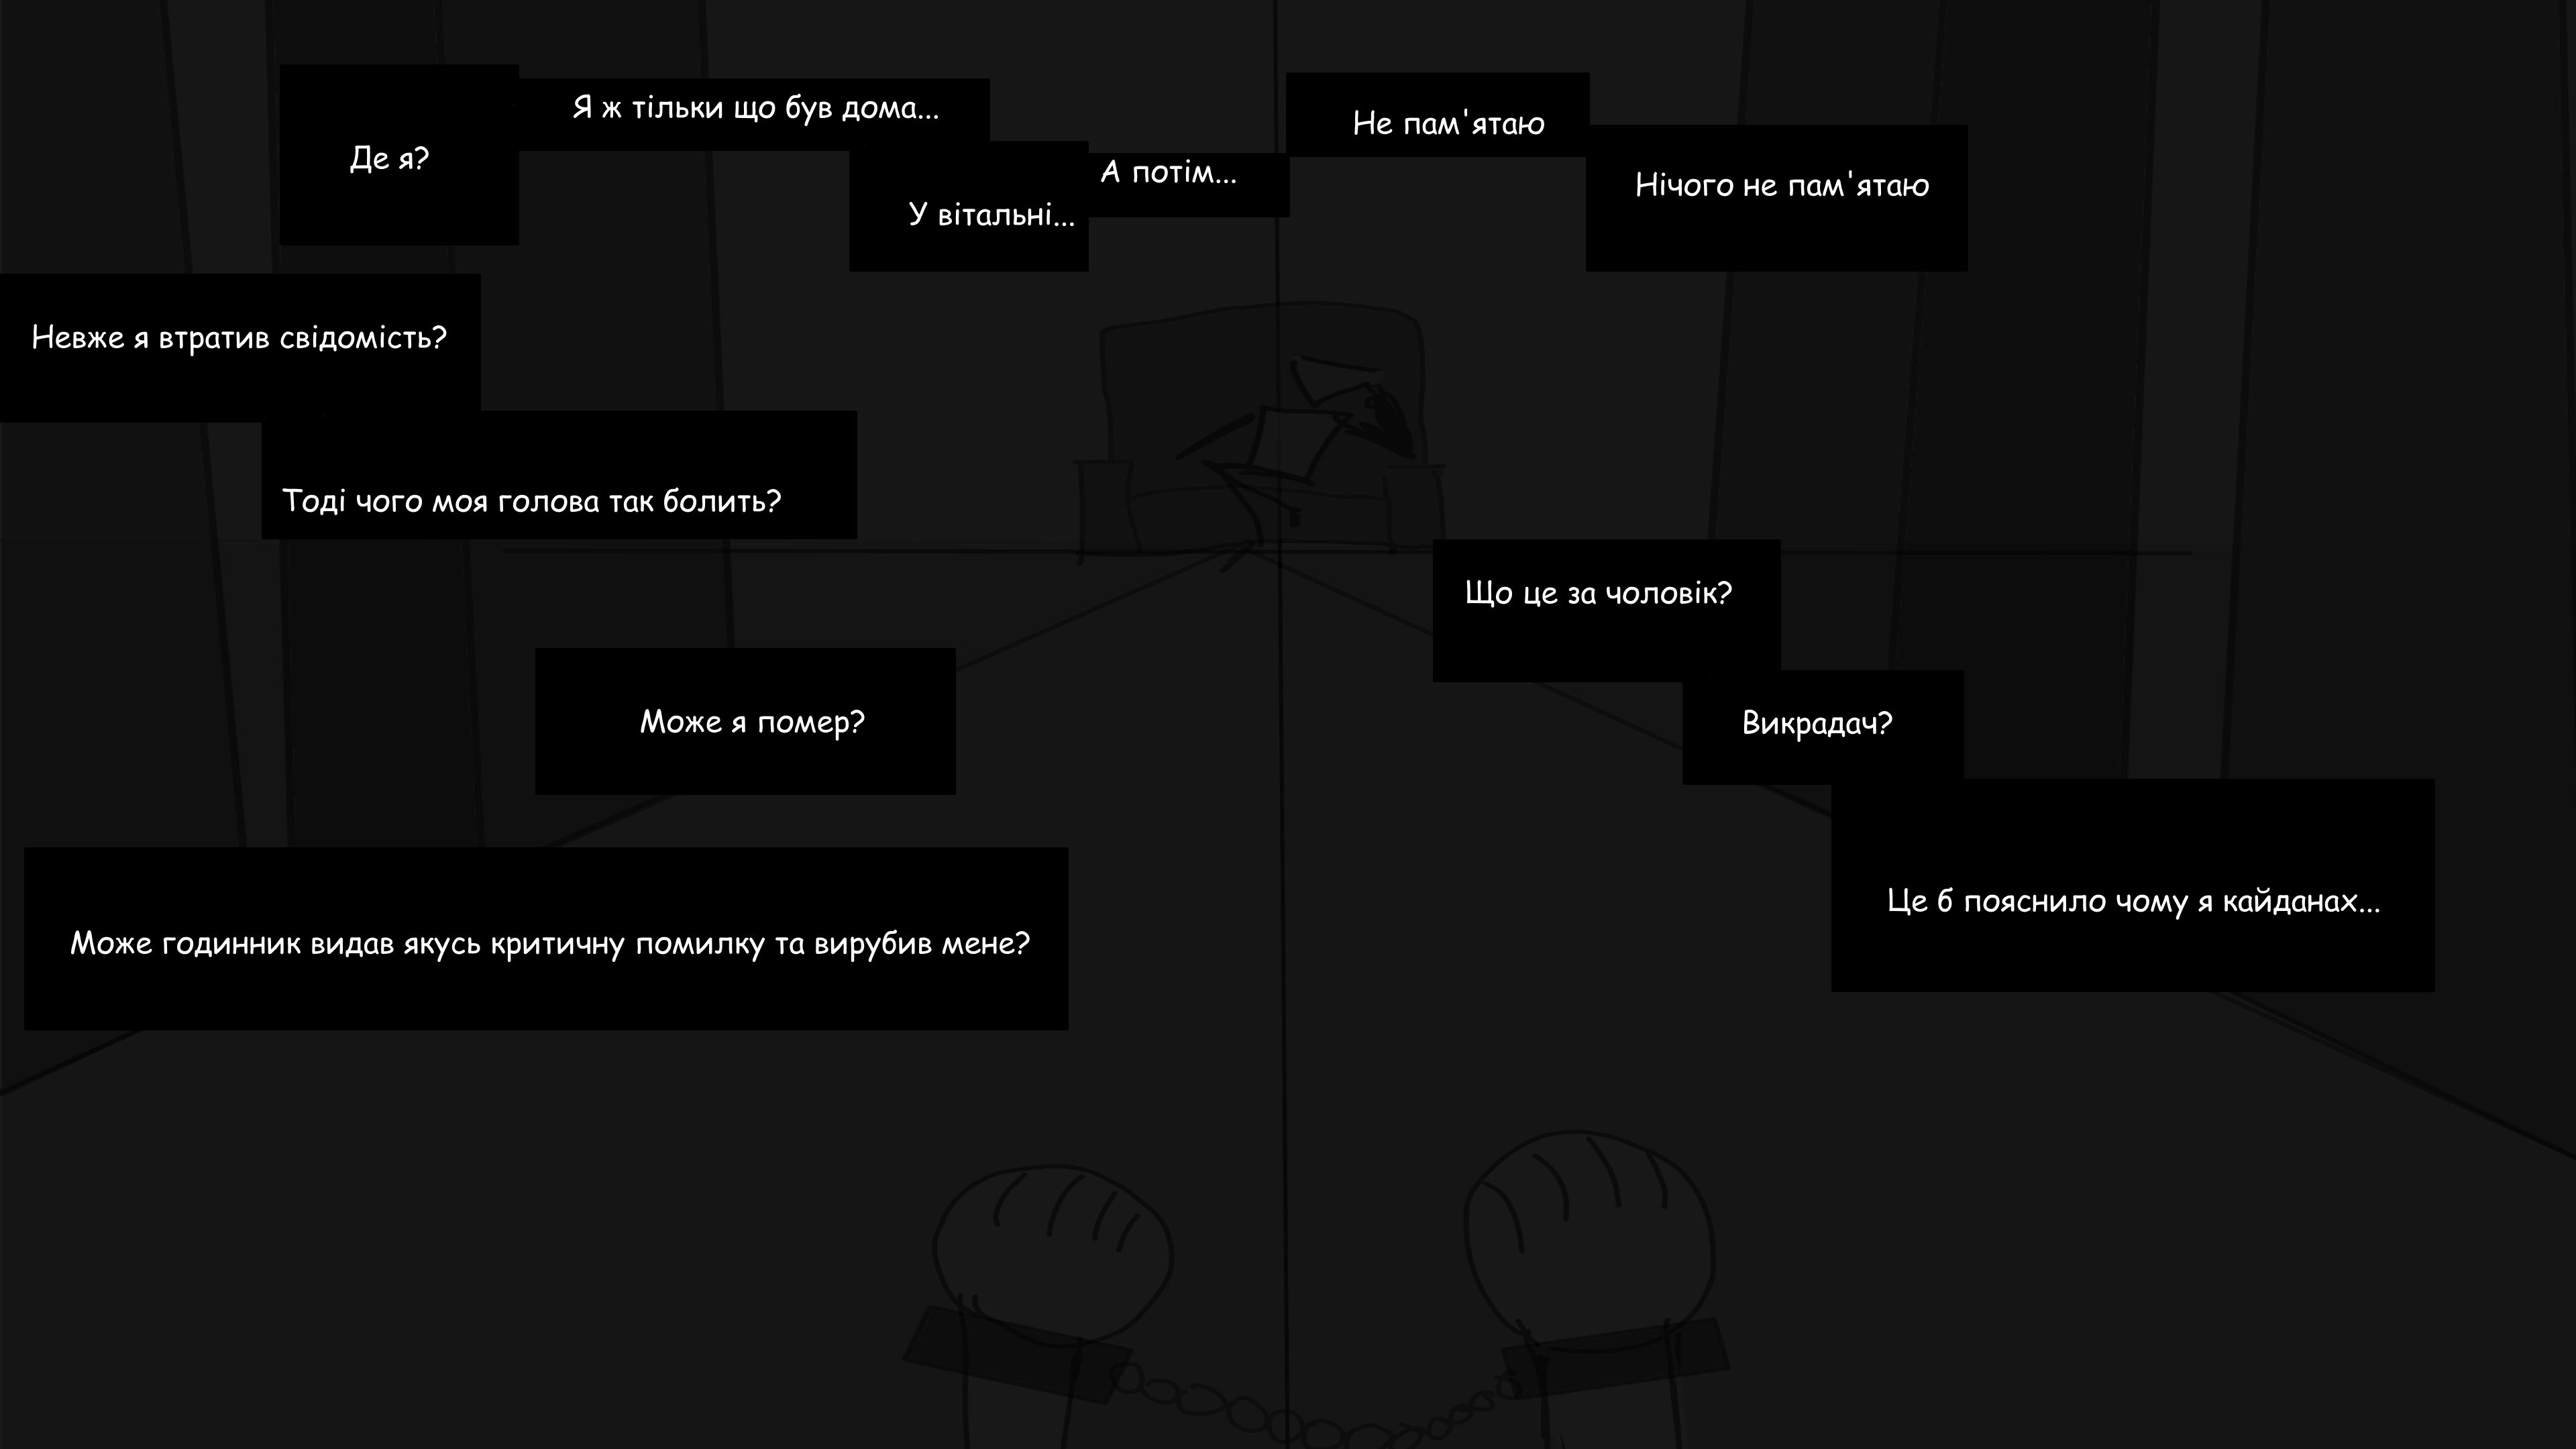 Де я?
Я ж тільки що був дома...
У вітальні...
А потім...
Не пам'ятаю
Нічого не пам'ятаю
Невже я втратив свідомість?
Тоді чого моя голова так болить?
Може я помер?
Може годинник видав якусь критичну помилку та вирубив мене?
Що це за чоловік?
Викрадач?
Це б пояснило чому я кайданах...